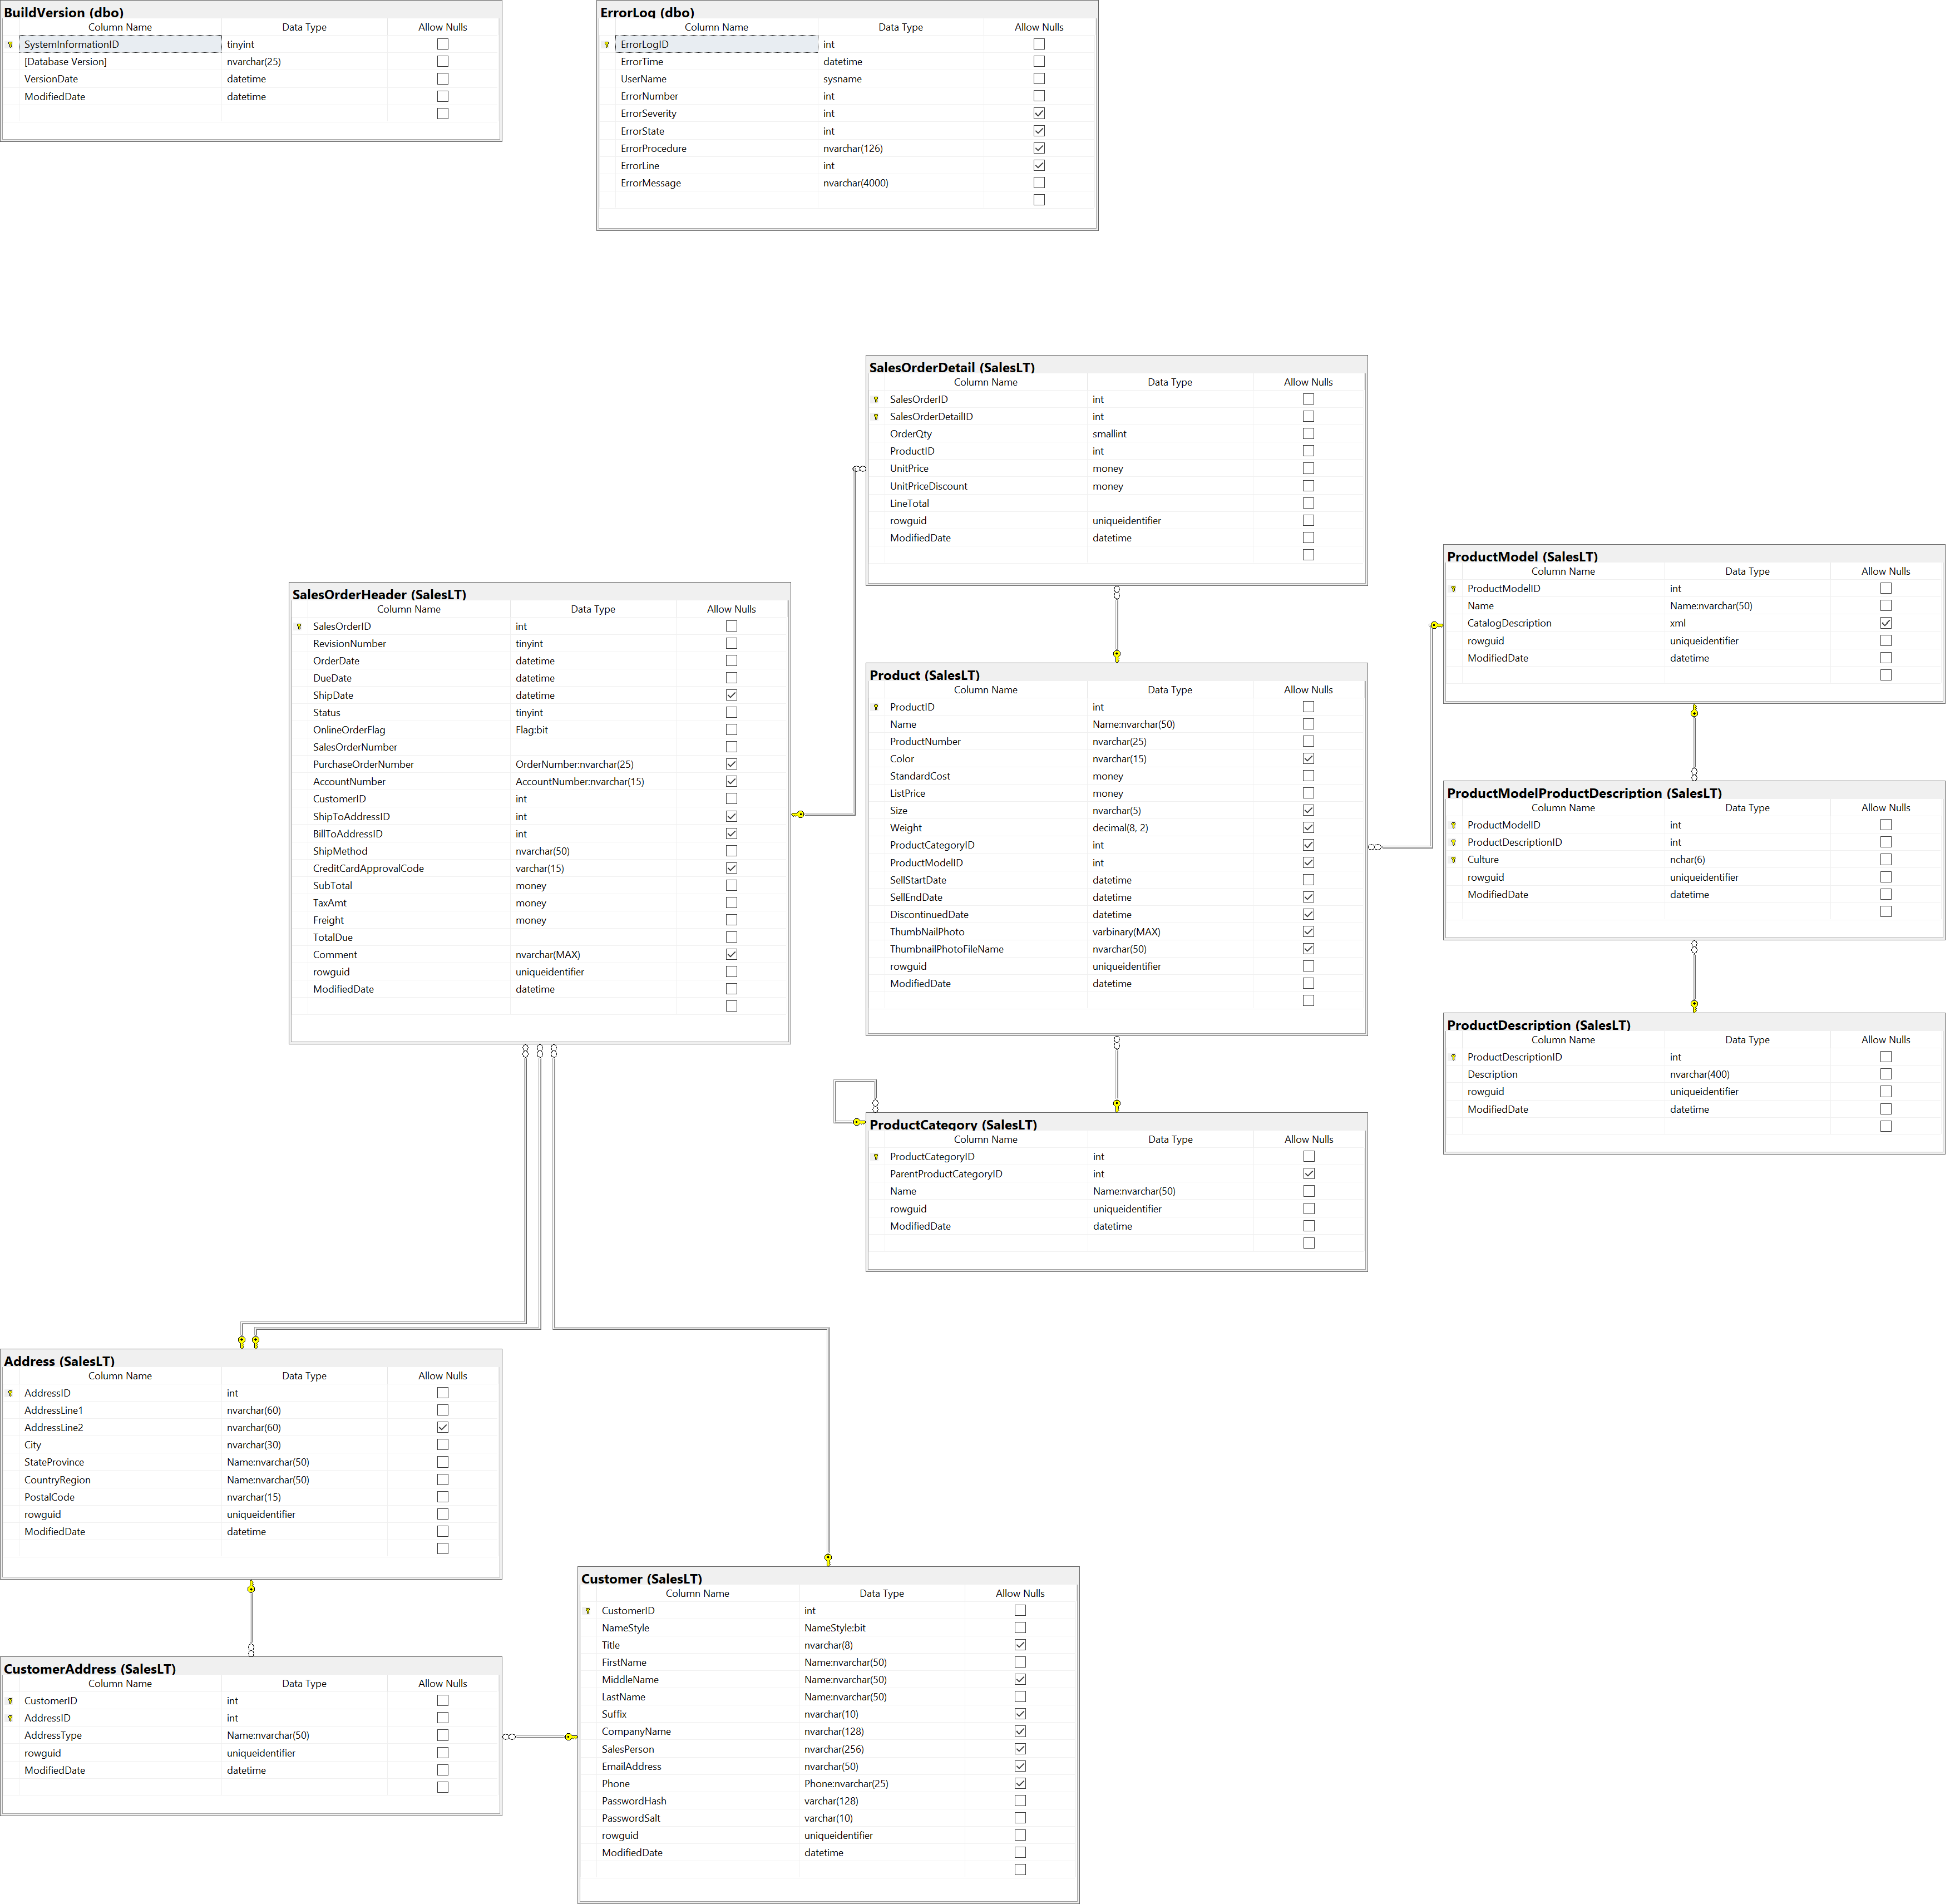 BuildVersion (dbo)
Column Name Data Type Allow Nulls
SystemInformationID tinyint
[Database Version] nvarchar(25)
VersionDate datetime
ModifiedDate datetime
ErrorLog (dbo)
Column Name Data Type Allow Nulls
ErrorLogID int
ErrorTime datetime
UserName sysname
ErrorNumber int
ErrorSeverity int
ErrorState int
ErrorProcedure nvarchar(126)
ErrorLine int
ErrorMessage nvarchar(4000)
SalesOrderDetail (SalesLT)
Column Name Data Type Allow Nulls
SalesOrderID int
SalesOrderDetailID int
OrderQty smallint
ProductID int
UnitPrice money
UnitPriceDiscount money
LineTotal
rowguid uniqueidentifier
ModifiedDate datetime
ProductModel (SalesLT)
Column Name Data Type Allow Nulls
ProductModelID int
Name Name:nvarchar(50)
CatalogDescription xml
rowguid uniqueidentifier
ModifiedDate datetime
SalesOrderHeader (SalesLT)
Column Name Data Type Allow Nulls
SalesOrderID int
RevisionNumber tinyint
OrderDate datetime
DueDate datetime
ShipDate datetime
Status tinyint
OnlineOrderFlag Flag:bit
SalesOrderNumber
PurchaseOrderNumber OrderNumber:nvarchar(25)
AccountNumber AccountNumber:nvarchar(15)
CustomerID int
ShipToAddressID int
BillToAddressID int
ShipMethod nvarchar(50)
CreditCardApprovalCode varchar(15)
SubTotal money
TaxAmt money
Freight money
TotalDue
Comment nvarchar(MAX)
rowguid uniqueidentifier
ModifiedDate datetime
Product (SalesLT)
Column Name Data Type Allow Nulls
ProductID int
Name Name:nvarchar(50)
ProductNumber nvarchar(25)
Color nvarchar(15)
StandardCost money
ListPrice money
Size nvarchar(5)
Weight decimal(8, 2)
ProductCategoryID int
ProductModelID int
SellStartDate datetime
SellEndDate datetime
DiscontinuedDate datetime
ThumbNailPhoto varbinary(MAX)
ThumbnailPhotoFileName nvarchar(50)
rowguid uniqueidentifier
ModifiedDate datetime
ProductModelProductDescription (SalesLT)
Column Name Data Type Allow Nulls
ProductModelID int
ProductDescriptionID int
Culture nchar(6)
rowguid uniqueidentifier
ModifiedDate datetime
ProductDescription (SalesLT)
Column Name Data Type Allow Nulls
ProductDescriptionID int
Description nvarchar(400)
rowguid uniqueidentifier
ModifiedDate datetime
ProductCategory (SalesLT)
Column Name Data Type Allow Nulls
ProductCategoryID int
ParentProductCategoryID int
Name Name:nvarchar(50)
rowguid uniqueidentifier
ModifiedDate datetime
Address (SalesLT)
Column Name Data Type Allow Nulls
AddressID int
AddressLine1 nvarchar(60)
AddressLine2 nvarchar(60)
City nvarchar(30)
StateProvince Name:nvarchar(50)
CountryRegion Name:nvarchar(50)
PostalCode nvarchar(15)
rowguid uniqueidentifier
ModifiedDate datetime
Customer (SalesLT)
Column Name Data Type Allow Nulls
CustomerID int
NameStyle NameStyle:bit
Title nvarchar(8)
FirstName Name:nvarchar(50)
MiddleName Name:nvarchar(50)
LastName Name:nvarchar(50)
Suffix nvarchar(10)
CompanyName nvarchar(128)
SalesPerson nvarchar(256)
EmailAddress nvarchar(50)
Phone Phone:nvarchar(25)
PasswordHash varchar(128)
PasswordSalt varchar(10)
rowguid uniqueidentifier
ModifiedDate datetime
CustomerAddress (SalesLT)
Column Name Data Type Allow Nulls
CustomerID int
AddressID int
AddressType Name:nvarchar(50)
rowguid uniqueidentifier
ModifiedDate datetime